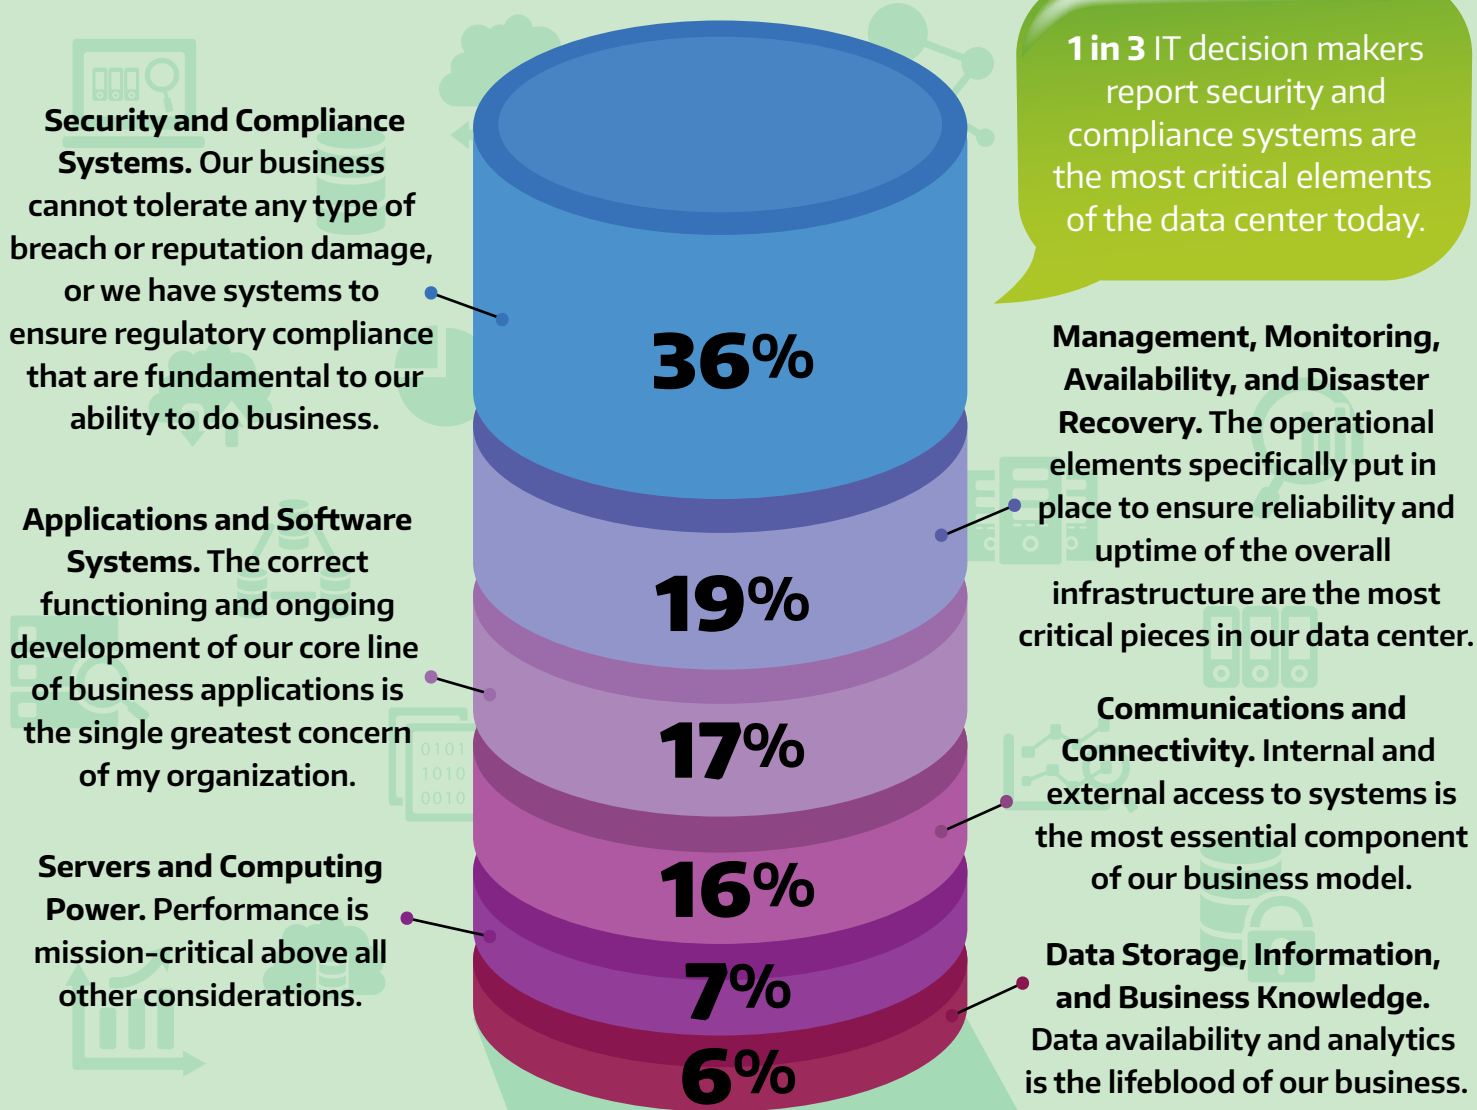 1 in 3 IT decision makers
report security and
compliance systems are
the most critical elements
of the data center today.
Security and Compliance
Systems. Our business
cannot tolerate any type of
breach or reputation damage,
or we have systems to
ensure regulatory compliance
that are fundamental to our
ability to do business.
36%
Management, Monitoring,
Availability, and Disaster
Recovery. The operational
elements specifically put in
place to ensure reliability and
uptime of the overall
infrastructure are the most
critical pieces in our data center.
19%
Applications and Software
Systems. The correct
functioning and ongoing
development of our core line
of business applications is
the single greatest concern
of my organization.
17%
0101
1010
0010
Communications and
Connectivity. Internal and
external access to systems is
the most essential component
of our business model.
16%
Servers and Computing
Power. Performance is
mission-critical above all
other considerations.
7%
Data Storage, Information,
and Business Knowledge.
Data availability and analytics
is the lifeblood of our business.
6%